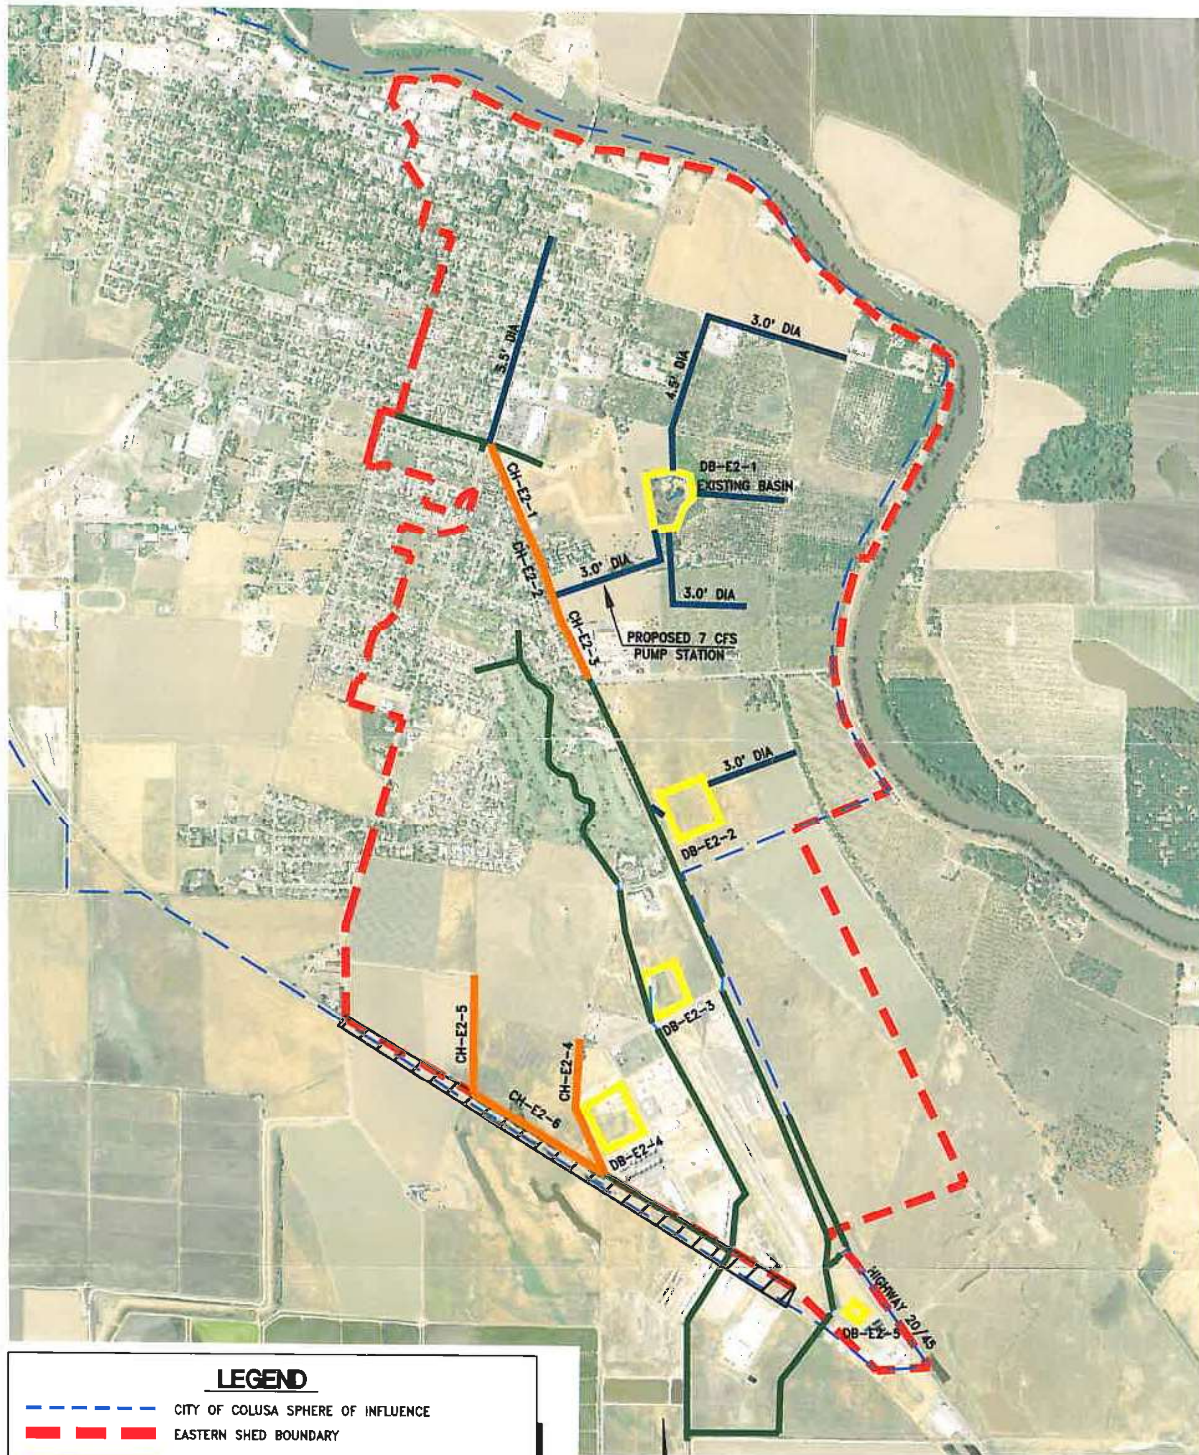 3.5' DIA
3.0' DIA
4.5' DIA
DB-E2-1
EXISTING BASIN
CH-E2-1
CH-E2-2
3.0' DIA
3.0' DIA
CH-E2-3
PROPOSED 7 CFS
PUMP STATION
3.0' DIA
DB-E2-2
DB-E2-3
CH-E2-5
CH-E2-4
CH-E2-6
DB-E2-4
HIGHWAY 20/45
DB-E2-5
LEGEND
CITY OF COLUSA SPHERE OF INFLUENCE
EASTERN SHED BOUNDARY